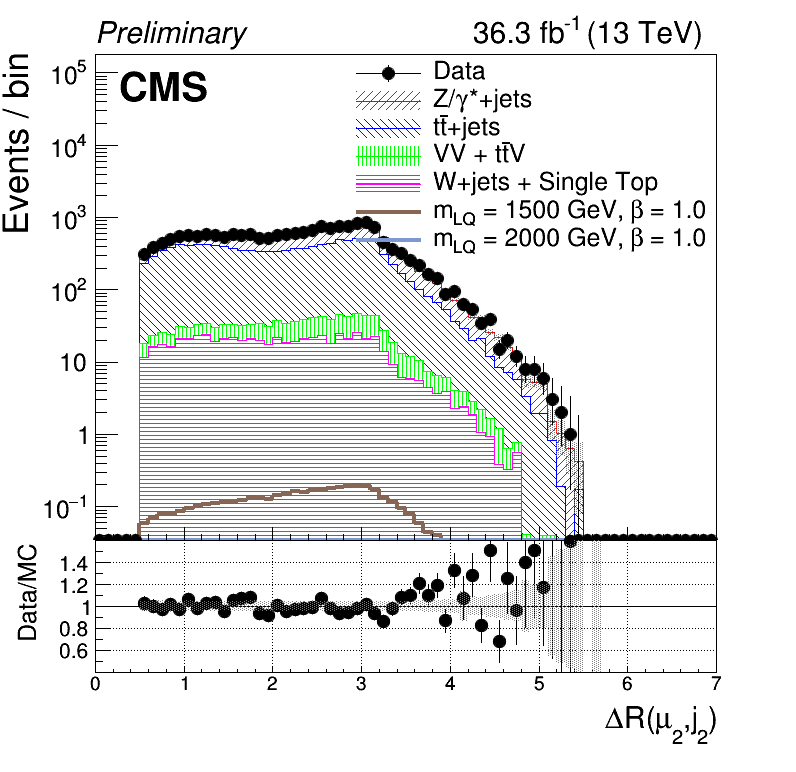 Preliminary 36.3 fb⁻¹ (13 TeV)
CMS
Data
Z/γ*+jets
tt̄+jets
VV + tt̄V
W+jets + Single Top
m_LQ = 1500 GeV, β = 1.0
m_LQ = 2000 GeV, β = 1.0
Events / bin
10⁵
10⁴
10³
10²
10
1
10⁻¹
Data/MC
1.4
1.2
1
0.8
0.6
0 1 2 3 4 5 6 7
ΔR(μ₂,j₂)